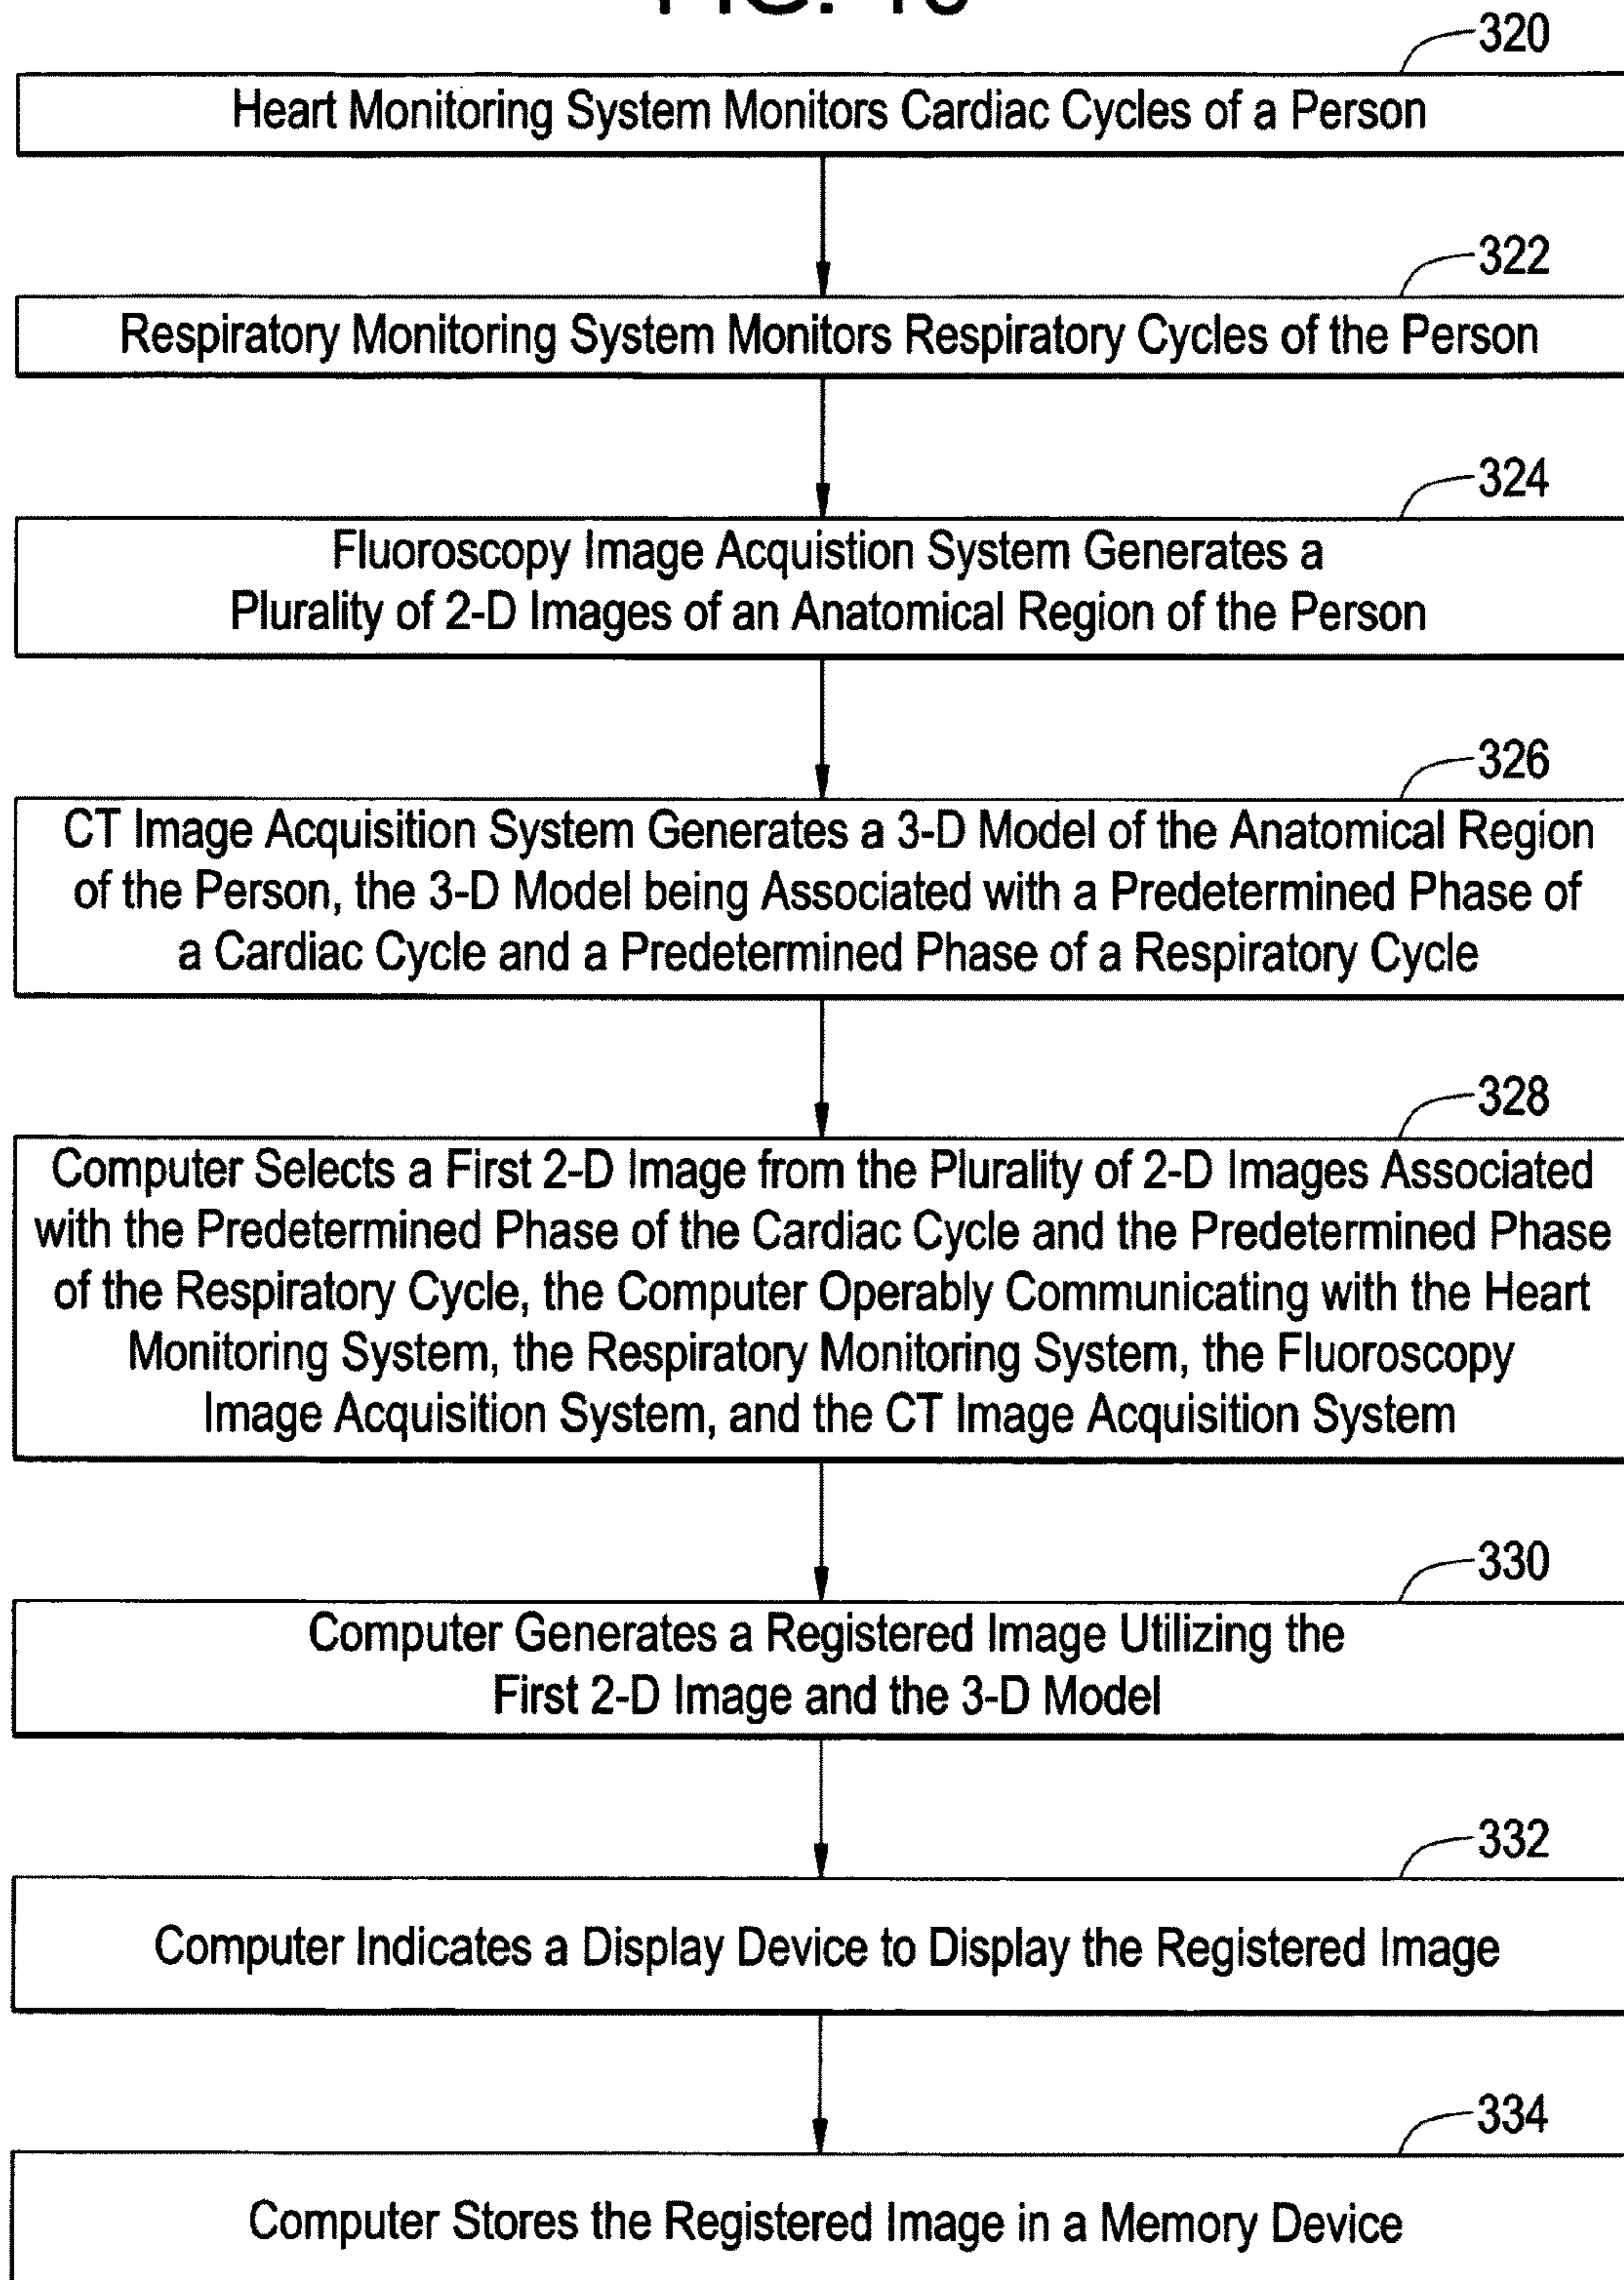 320
Heart Monitoring System Monitors Cardiac Cycles of a Person
322
Respiratory Monitoring System Monitors Respiratory Cycles of the Person
324
Fluoroscopy Image Acquistion System Generates a
Plurality of 2-D Images of an Anatomical Region of the Person
326
CT Image Acquisition System Generates a 3-D Model of the Anatomical Region
of the Person, the 3-D Model being Associated with a Predetermined Phase of
a Cardiac Cycle and a Predetermined Phase of a Respiratory Cycle
328
Computer Selects a First 2-D Image from the Plurality of 2-D Images Associated
with the Predetermined Phase of the Cardiac Cycle and the Predetermined Phase
of the Respiratory Cycle, the Computer Operably Communicating with the Heart
Monitoring System, the Respiratory Monitoring System, the Fluoroscopy
Image Acquisition System, and the CT Image Acquisition System
330
Computer Generates a Registered Image Utilizing the
First 2-D Image and the 3-D Model
332
Computer Indicates a Display Device to Display the Registered Image
334
Computer Stores the Registered Image in a Memory Device